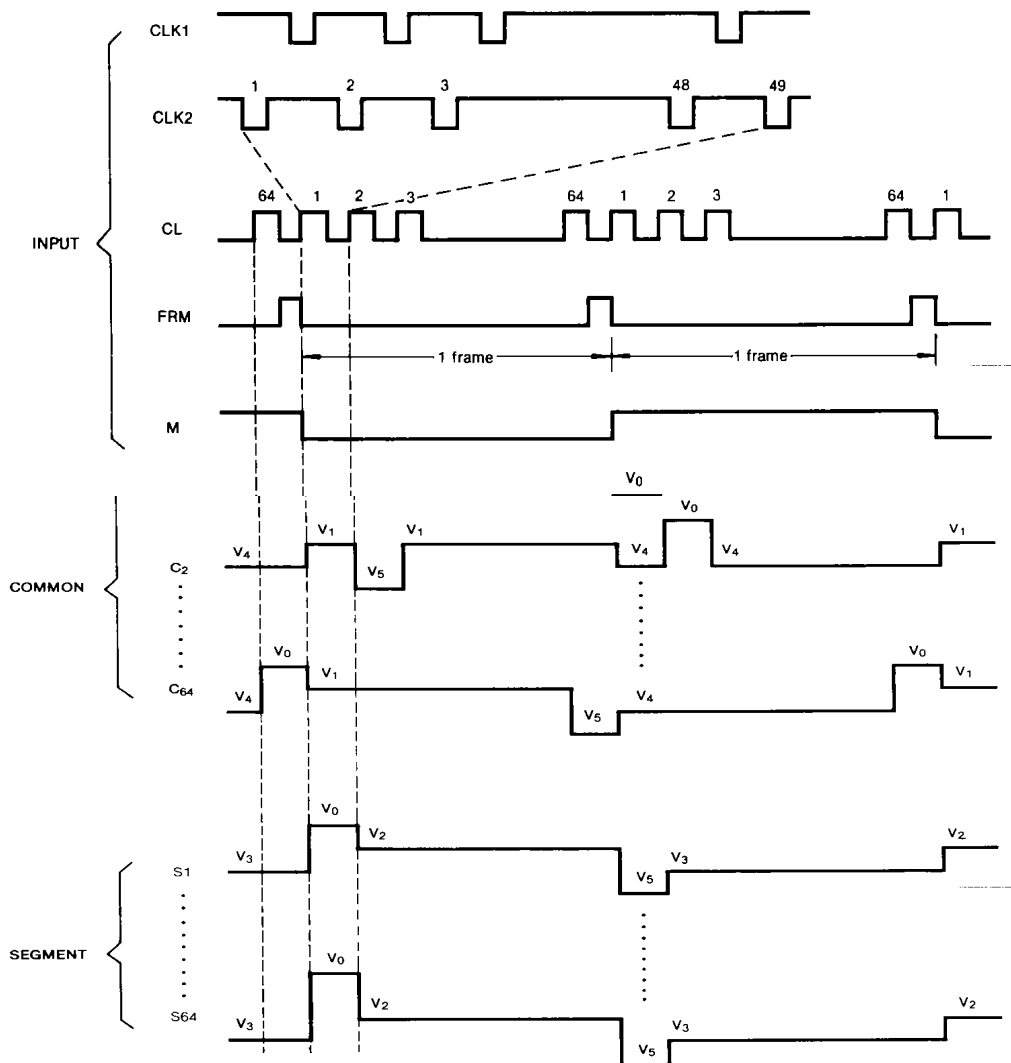 CLK1
1 2 3 48 49
CLK2
64 1 2 3 64 1 2 3 64 1
CL
INPUT
FRM
1 frame 1 frame
M
V0
V0
V4 V1 V1 V4 V4 V1
C2
V5
COMMON
V0 V0
C64 V4 V1 V5 V4 V1
V0
V3 V2 V3 V2
S1
V5
SEGMENT
V0
V2 V3 V2
S64 V3
V5